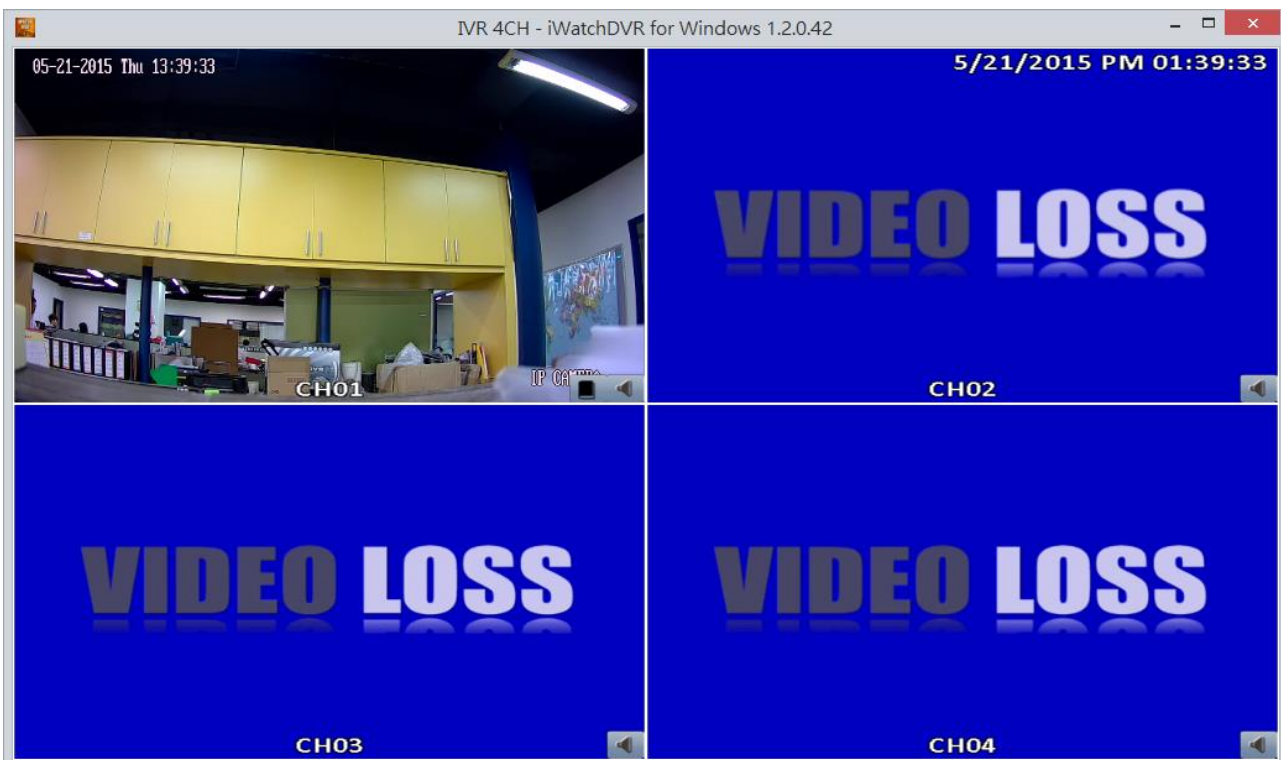 IVR 4CH - iWatchDVR for Windows 1.2.0.42
05-21-2015 Thu 13:39:33
5/21/2015 PM 01:39:33
VIDEO LOSS
IP
CH01
CH02
VIDEO LOSS
VIDEO LOSS
CH03
CH04